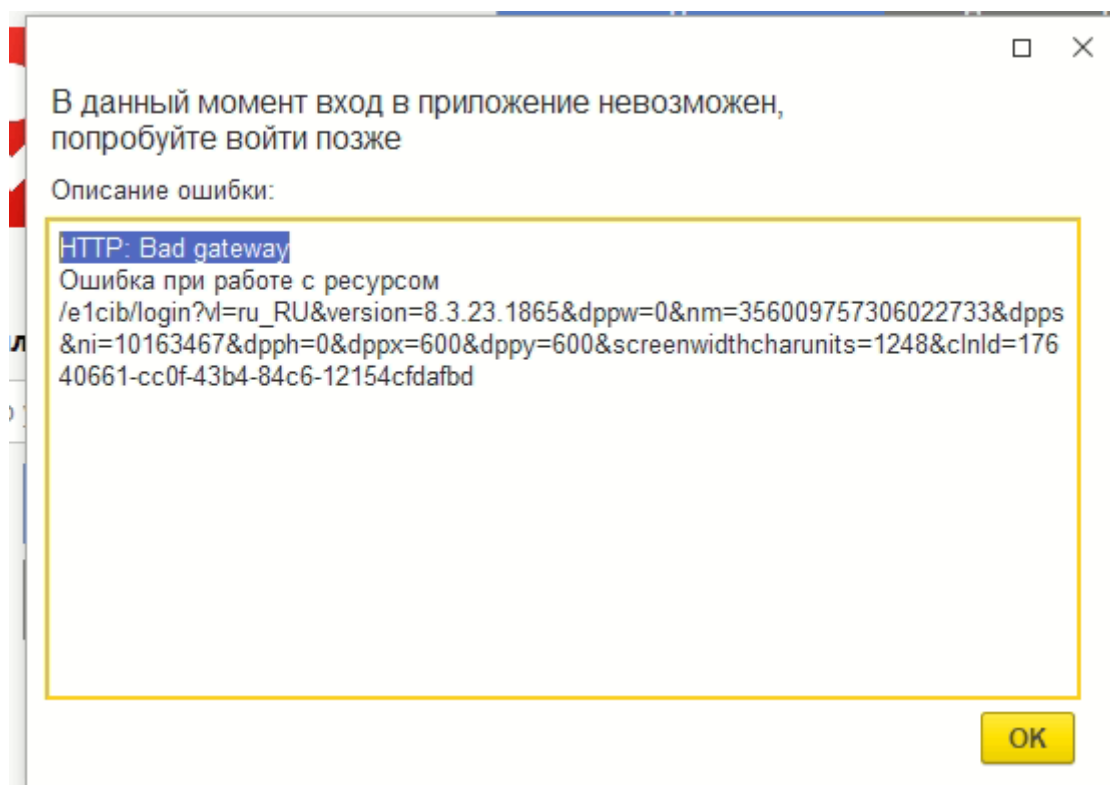 В данный момент вход в приложение невозможен,
попробуйте войти позже
Описание ошибки:
HTTP: Bad gateway
Ошибка при работе с ресурсом
/e1cib/login?vl=ru_RU&version=8.3.23.1865&dppw=0&nm=356009757306022733&dpps
&ni=10163467&dpph=0&dppx=600&dppy=600&screenwidthcharunits=1248&clnId=176
40661-cc0f-43b4-84c6-12154cfdafbd
OK